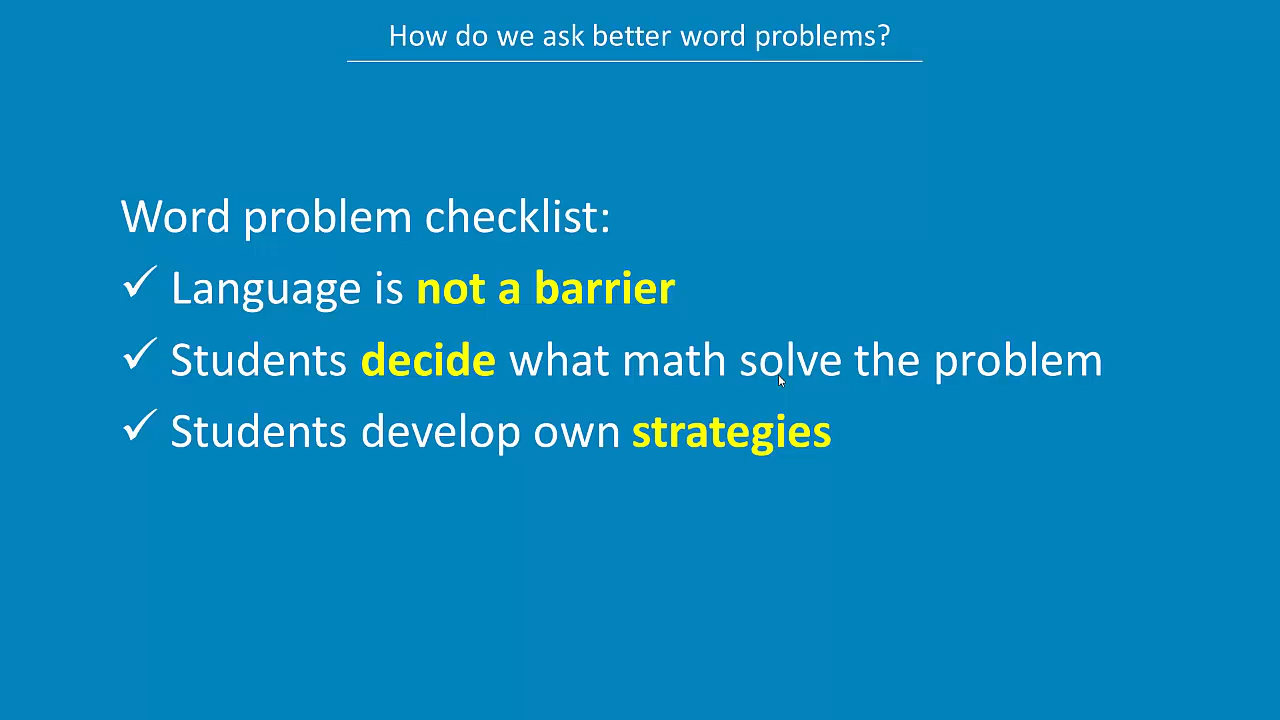 How do we ask better word problems?
Word problem checklist:
✓ Language is not a barrier
✓ Students decide what math solve the problem
✓ Students develop own strategies